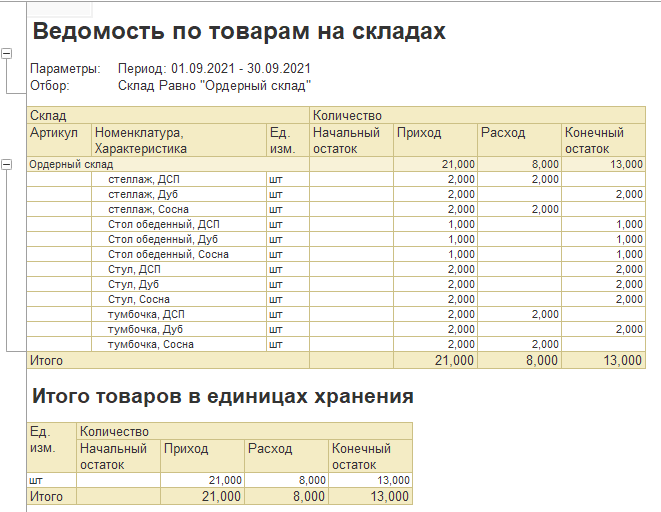 Ведомость по товарам на складах
Параметры: Период: 01.09.2021 - 30.09.2021
Отбор: Склад Равно "Ордерный склад"
Склад Количество
Артикул Номенклатура, Характеристика Ед. изм. Начальный остаток Приход Расход Конечный остаток
Ордерный склад 21,000 8,000 13,000
стеллаж, ДСП шт 2,000 2,000
стеллаж, Дуб шт 2,000 2,000
стеллаж, Сосна шт 2,000 2,000
Стол обеденный, ДСП шт 1,000 1,000
Стол обеденный, Дуб шт 1,000 1,000
Стол обеденный, Сосна шт 1,000 1,000
Стул, ДСП шт 2,000 2,000
Стул, Дуб шт 2,000 2,000
Стул, Сосна шт 2,000 2,000
тумбочка, ДСП шт 2,000 2,000
тумбочка, Дуб шт 2,000 2,000
тумбочка, Сосна шт 2,000 2,000
Итого 21,000 8,000 13,000
Итого товаров в единицах хранения
Ед. изм. Количество
Начальный остаток Приход Расход Конечный остаток
шт 21,000 8,000 13,000
Итого 21,000 8,000 13,000